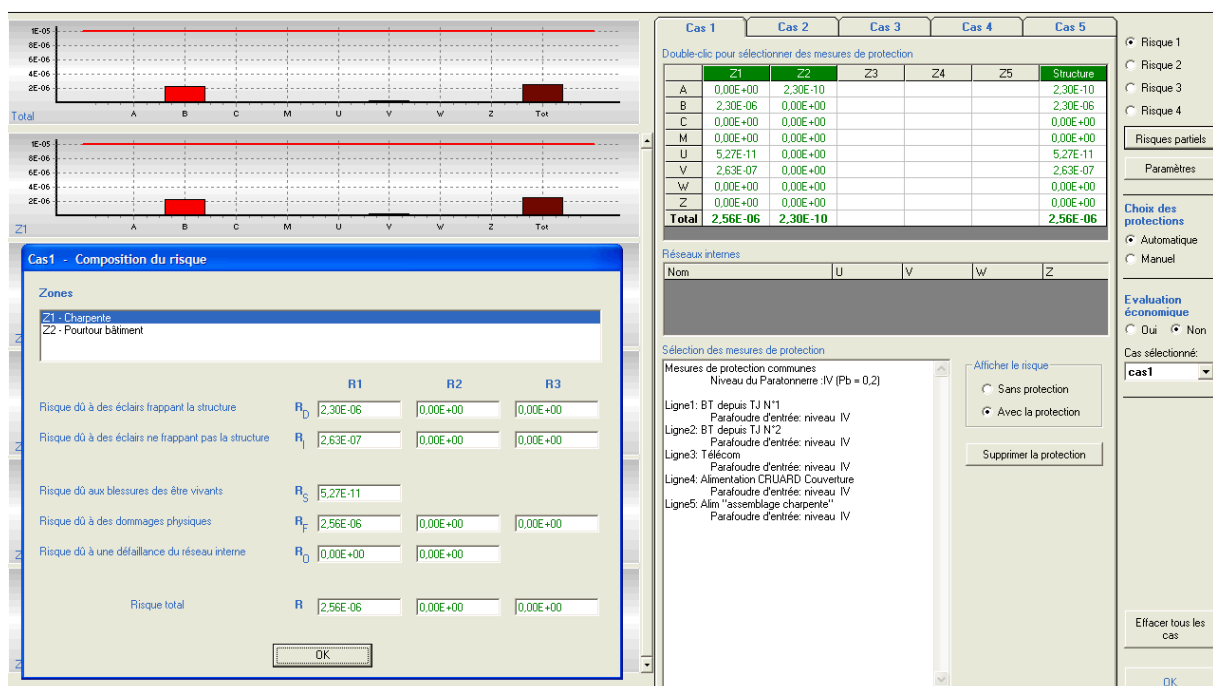 1E-05
8E-06
6E-06
4E-06
2E-06
Total A B C M U V W Z Tot
1E-05
8E-06
6E-06
4E-06
2E-06
Z1 A B C M U V W Z Tot
Cas1 - Composition du risque
Zones
Z1 - Charpente
Z2 - Pourtour bâtiment
R1 R2 R3
Risque dû à des éclairs frappant la structure RD 2,30E-06 0,00E+00 0,00E+00
Risque dû à des éclairs ne frappant pas la structure RI 2,63E-07 0,00E+00 0,00E+00
Risque dû aux blessures des être vivants RS 5,27E-11
Risque dû à des dommages physiques RF 2,56E-06 0,00E+00 0,00E+00
Risque dû à une défaillance du réseau interne RO 0,00E+00 0,00E+00
Risque total R 2,56E-06 0,00E+00 0,00E+00
OK
Cas 1 Cas 2 Cas 3 Cas 4 Cas 5
Double-clic pour sélectionner des mesures de protection
Z1 Z2 Z3 Z4 Z5 Structure
A 0,00E+00 2,30E-10 2,30E-10
B 2,30E-06 0,00E+00 2,30E-06
C 0,00E+00 0,00E+00 0,00E+00
M 0,00E+00 0,00E+00 0,00E+00
U 5,27E-11 0,00E+00 5,27E-11
V 2,63E-07 0,00E+00 2,63E-07
W 0,00E+00 0,00E+00 0,00E+00
Z 0,00E+00 0,00E+00 0,00E+00
Total 2,56E-06 2,30E-10 2,56E-06
Réseaux internes
Nom U V W Z
Sélection des mesures de protection
Mesures de protection communes
Niveau du Paratonnerre :IV (Pb = 0,2)
Ligne1: BT depuis TJ N°1
Parafoudre d'entrée: niveau IV
Ligne2: BT depuis TJ N°2
Parafoudre d'entrée: niveau IV
Ligne3: Télécom
Parafoudre d'entrée: niveau IV
Ligne4: Alimentation CRUARD Couverture
Parafoudre d'entrée: niveau IV
Ligne5: Alim "assemblage charpente"
Parafoudre d'entrée: niveau IV
Afficher le risque
Sans protection
Avec la protection
Supprimer la protection
Risque 1
Risque 2
Risque 3
Risque 4
Risques partiels
Paramètres
Choix des
protections
Automatique
Manuel
Evaluation
économique
Oui Non
Cas sélectionné:
cas1
Effacer tous les
cas
OK